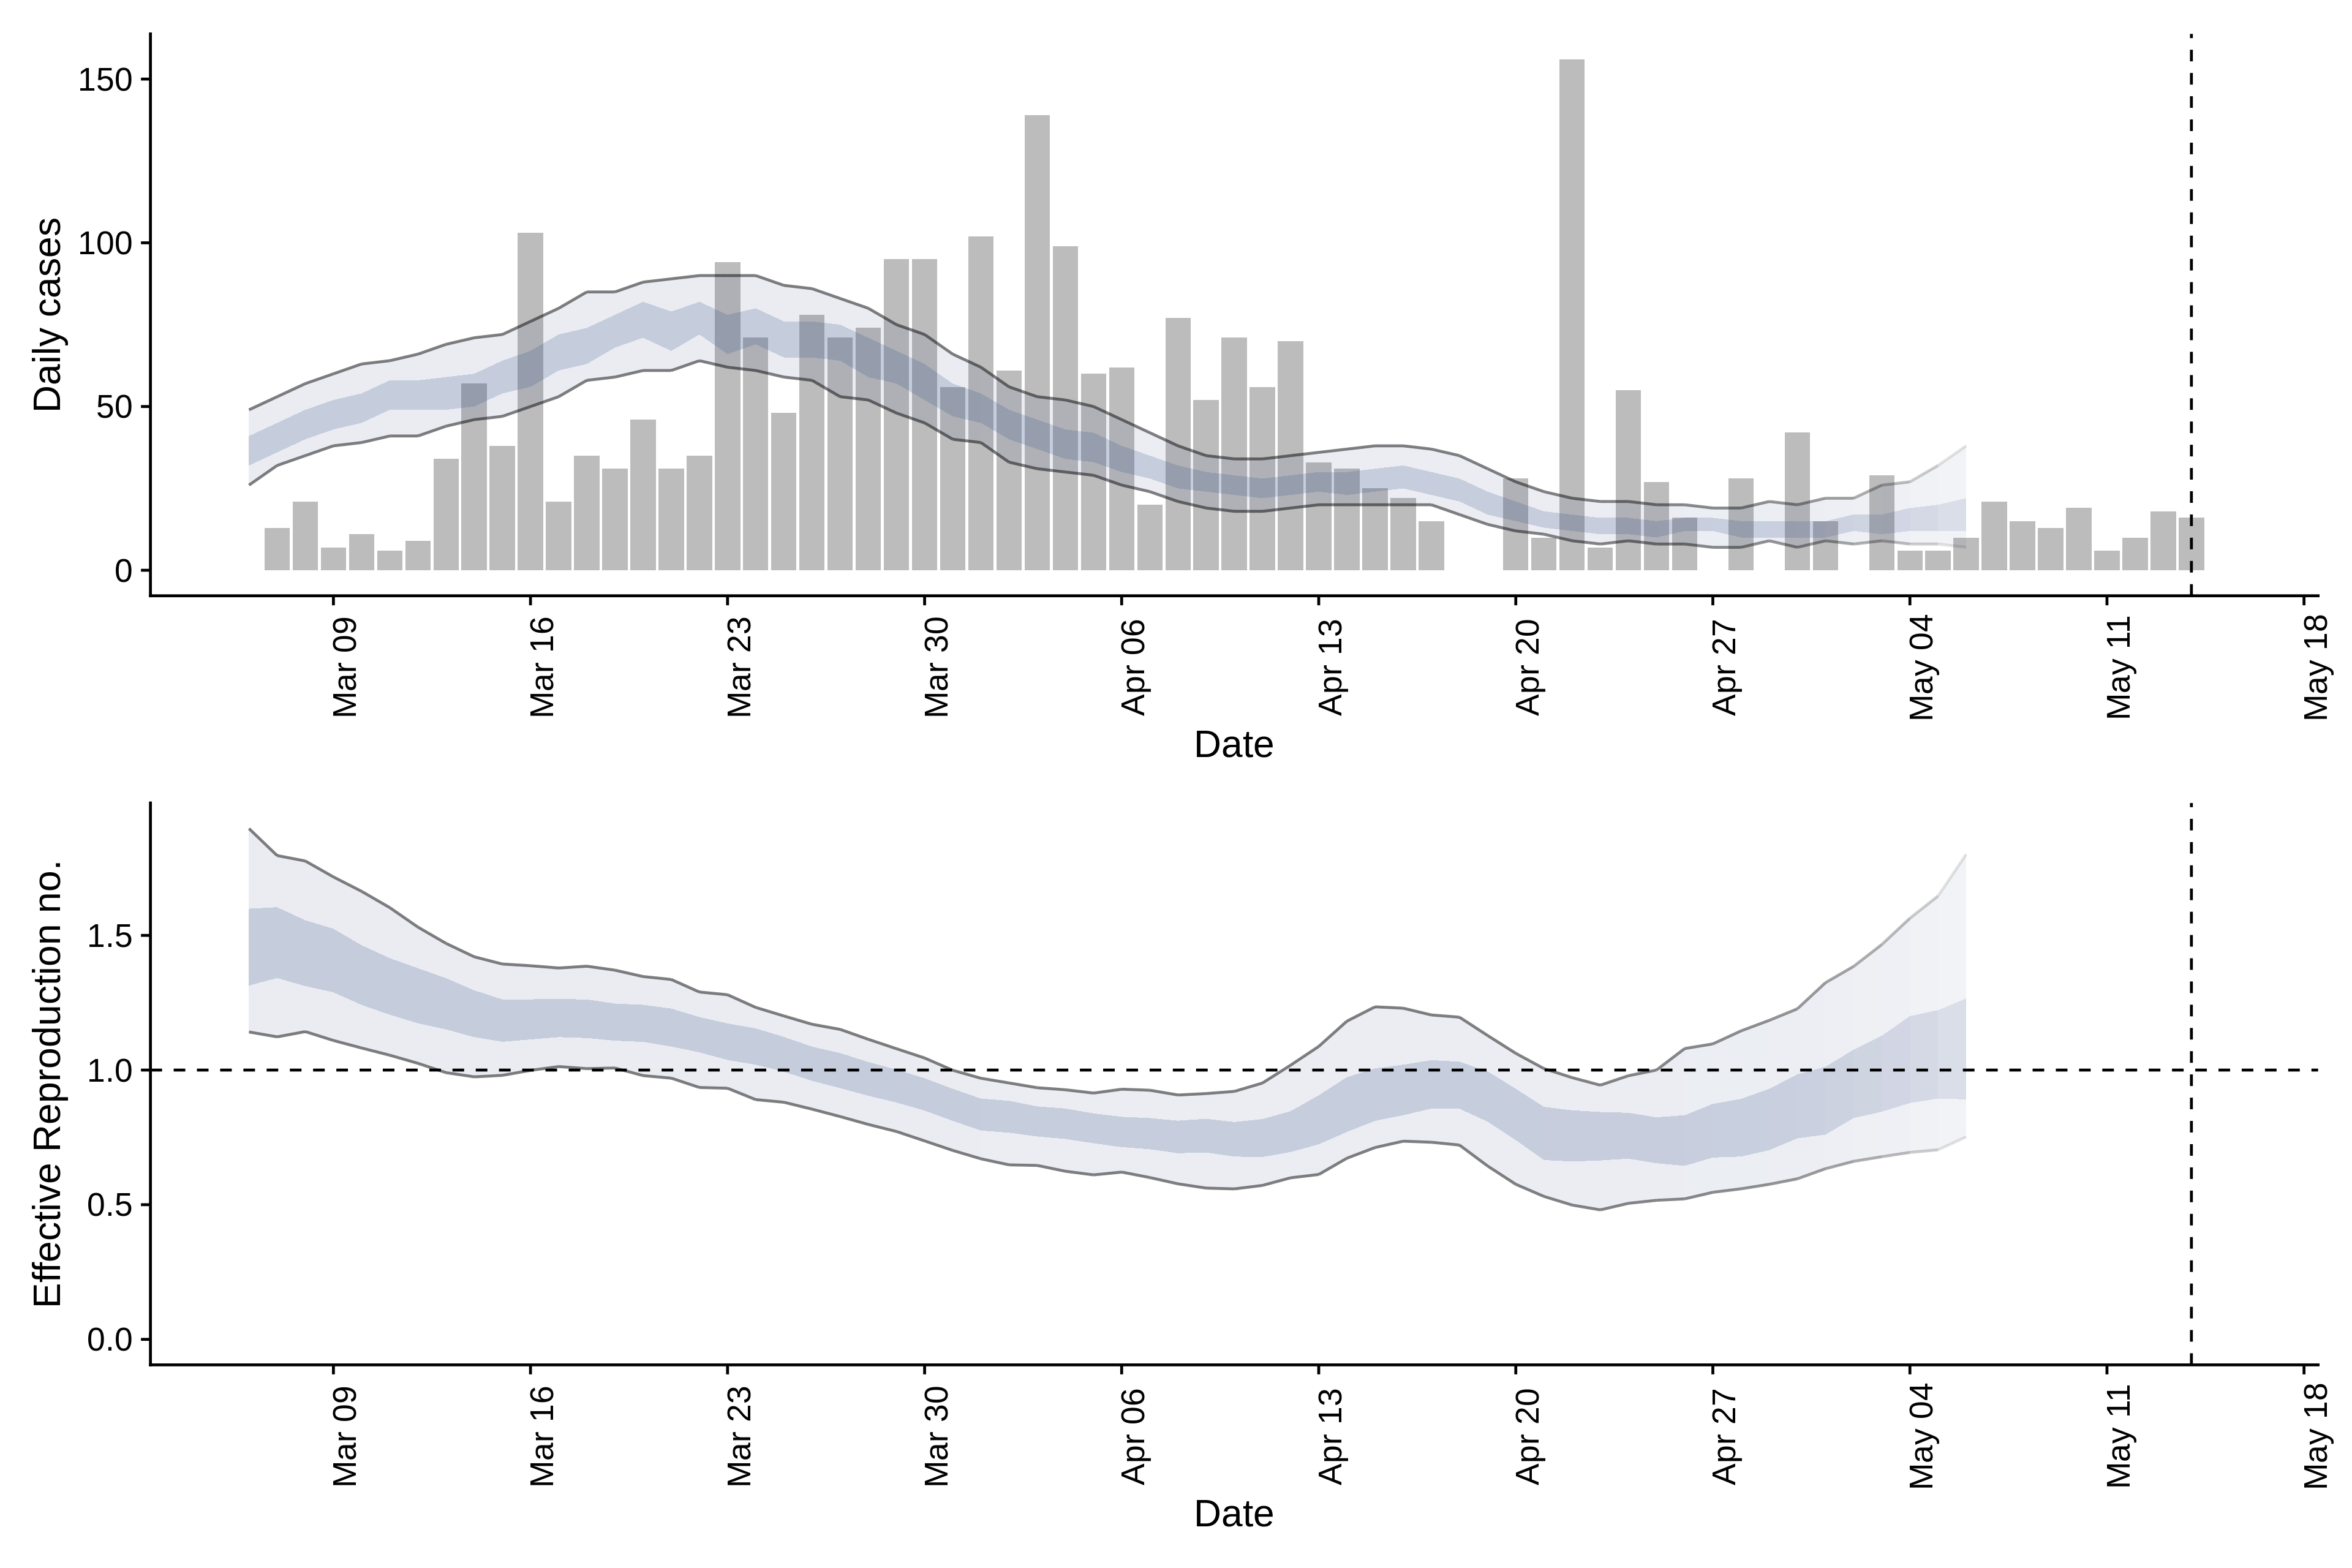 Daily cases
150
100
50
0
Mar 09
Mar 16
Mar 23
Mar 30
Apr 06
Apr 13
Apr 20
Apr 27
May 04
May 11
May 18
Date
Effective Reproduction no.
1.5
1.0
0.5
0.0
Mar 09
Mar 16
Mar 23
Mar 30
Apr 06
Apr 13
Apr 20
Apr 27
May 04
May 11
May 18
Date